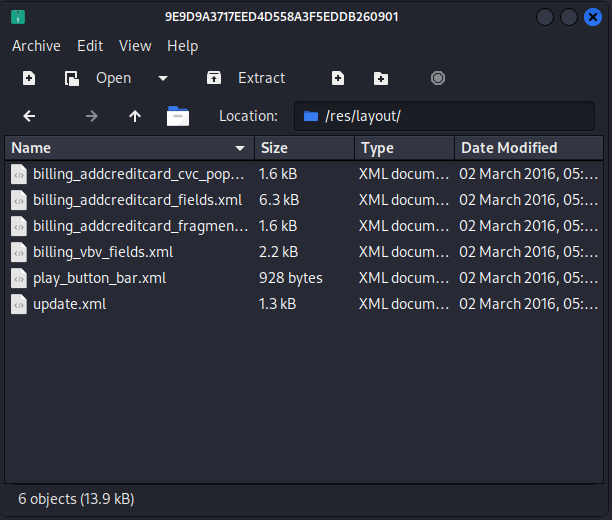 9E9D9A3717EED4D558A3F5EDDB260901
Archive Edit View Help
Open Extract
Location: /res/layout/
Name Size Type Date Modified
billing_addcreditcard_cvc_pop... 1.6 kB XML docum... 02 March 2016, 05:...
billing_addcreditcard_fields.xml 6.3 kB XML docum... 02 March 2016, 05:...
billing_addcreditcard_fragmen... 1.6 kB XML docum... 02 March 2016, 05:...
billing_vbv_fields.xml 2.2 kB XML docum... 02 March 2016, 05:...
play_button_bar.xml 928 bytes XML docum... 02 March 2016, 05:...
update.xml 1.3 kB XML docum... 02 March 2016, 05:...
6 objects (13.9 kB)